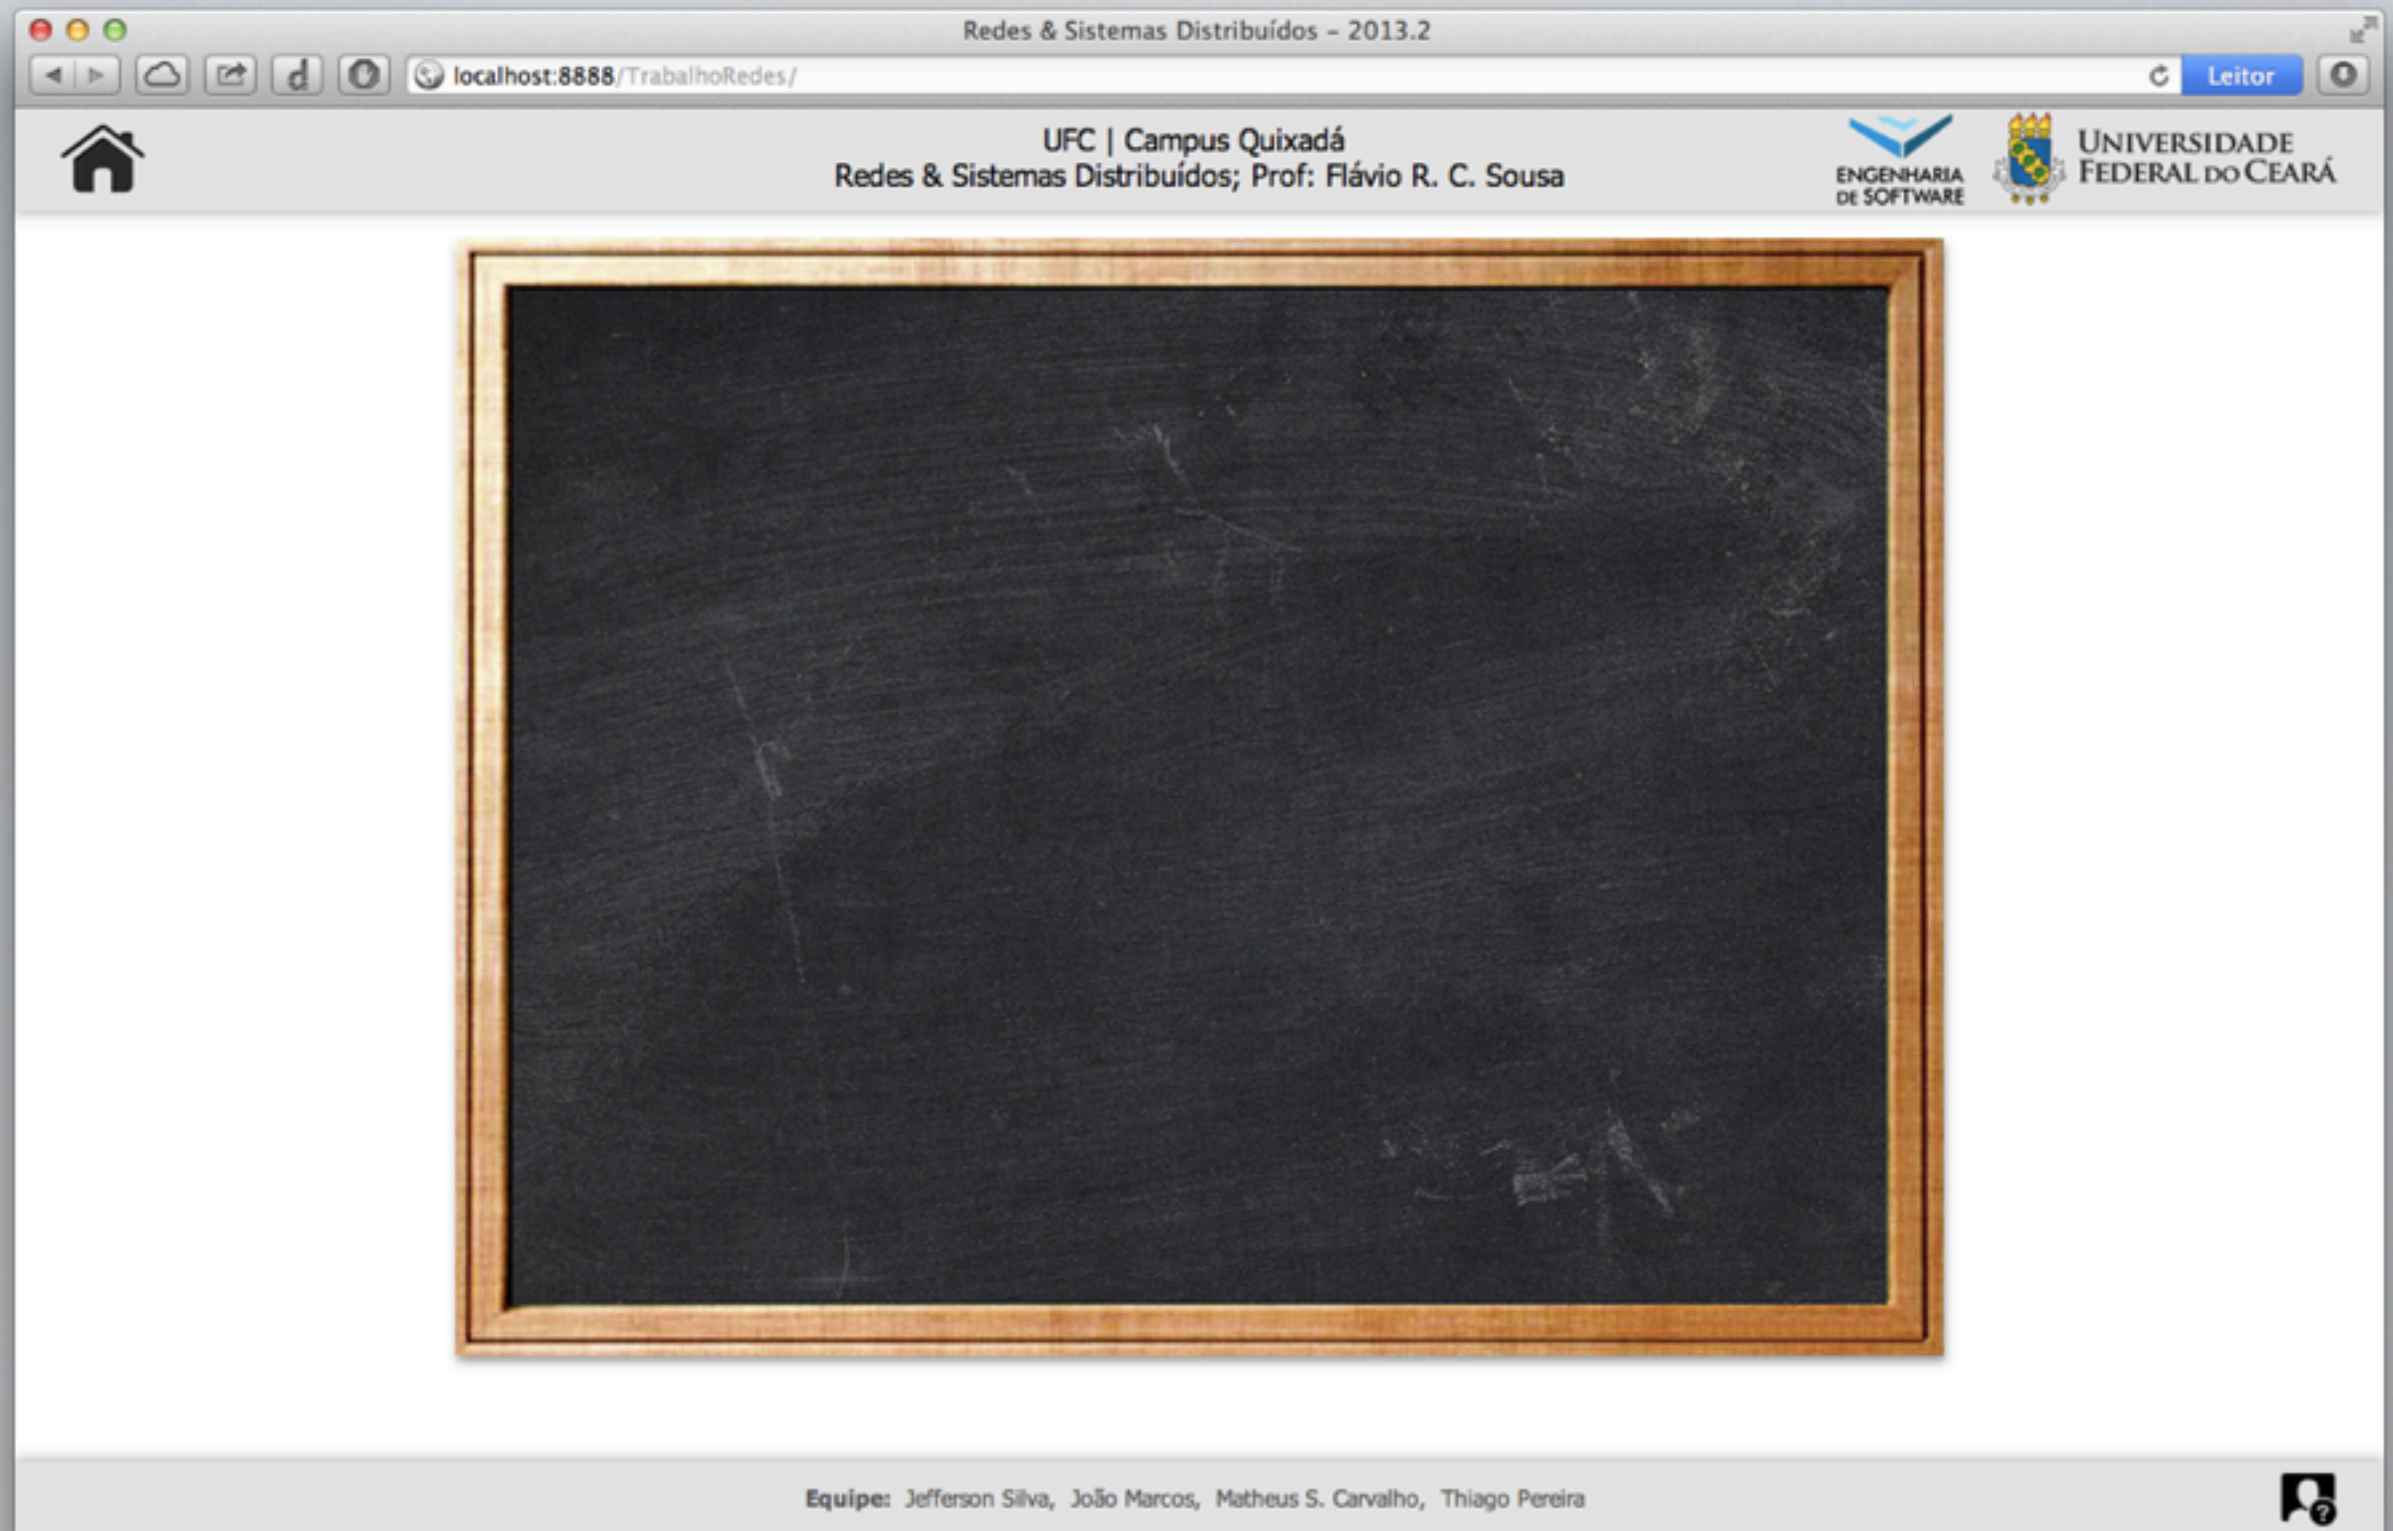 Redes & Sistemas Distribuídos – 2013.2
d
localhost:8888/TrabalhoRedes/
Leitor
UFC | Campus Quixadá
Redes & Sistemas Distribuídos; Prof: Flávio R. C. Sousa
ENGENHARIA
DE SOFTWARE
UNIVERSIDADE
FEDERAL DO CEARÁ
Equipe: Jefferson Silva, João Marcos, Matheus S. Carvalho, Thiago Pereira
?